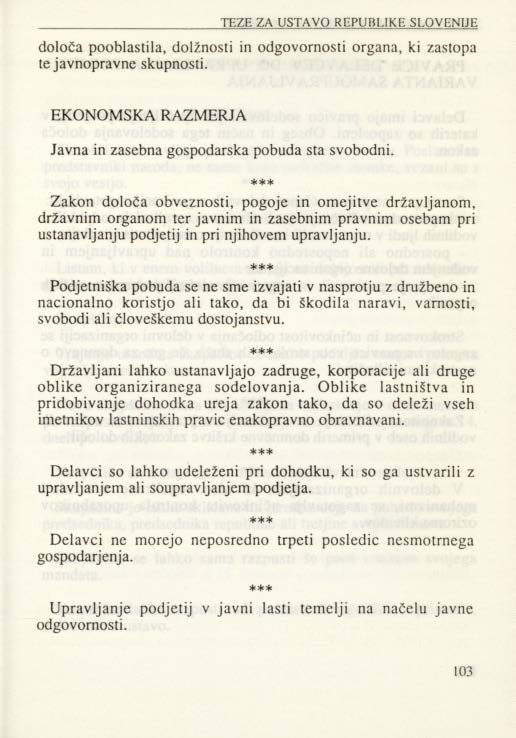 TEZE ZA USTAVO REPUBLIKE SLOVENIJE
določa pooblastila, dolžnosti in odgovornosti organa, ki zastopa
te javnopravne skupnosti.
EKONOMSKA RAZMERJA
Javna in zasebna gospodarska pobuda sta svobodni.
***
Zakon določa obveznosti, pogoje in omejitve državljanom,
državnim organom ter javnim in zasebnim pravnim osebam pri
ustanavljanju podjetij in pri njihovem upravljanju.
***
Podjetniška pobuda se ne sme izvajati v nasprotju z družbeno in
nacionalno koristjo ali tako, da bi škodila naravi, varnosti,
svobodi ali človeškemu dostojanstvu.
***
Državljani lahko ustanavljajo zadruge, korporacije ali druge
oblike organiziranega sodelovanja. Oblike lastništva in
pridobivanje dohodka ureja zakon tako, da so deleži vseh
imetnikov lastninskih pravic enakopravno obravnavani.
***
Delavci so lahko udeleženi pri dohodku, ki so ga ustvarili z
upravljanjem ali soupravljanjem podjetja.
***
Delavci ne morejo neposredno trpeti posledic nesmotrnega
gospodarjenja.
***
Upravljanje podjetij v javni lasti temelji na načelu javne
odgovornosti.
103